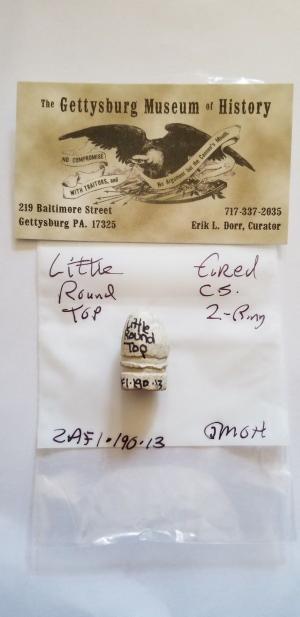 The Gettysburg Museum of History
NO COMPROMISE
WITH TRAITORS, and
No Argument but the Cannon's Mouth.
219 Baltimore Street
Gettysburg PA. 17325
717-337-2035
Erik L. Dorr, Curator
Little
Round
Top
Fired
CS.
2-Ring
Little
Round
Top
F1.190.13
2AF1.190.13
GMOH